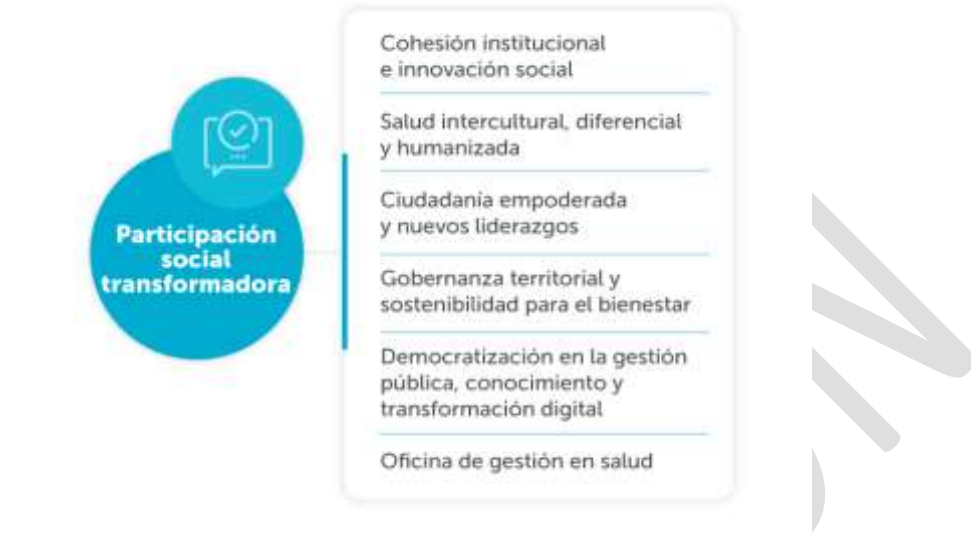 Participación
social
transformadora
Cohesión institucional
e innovación social
Salud intercultural, diferencial
y humanizada
Ciudadanía empoderada
y nuevos liderazgos
Gobernanza territorial y
sostenibilidad para el bienestar
Democratización en la gestión
pública, conocimiento y
transformación digital
Oficina de gestión en salud